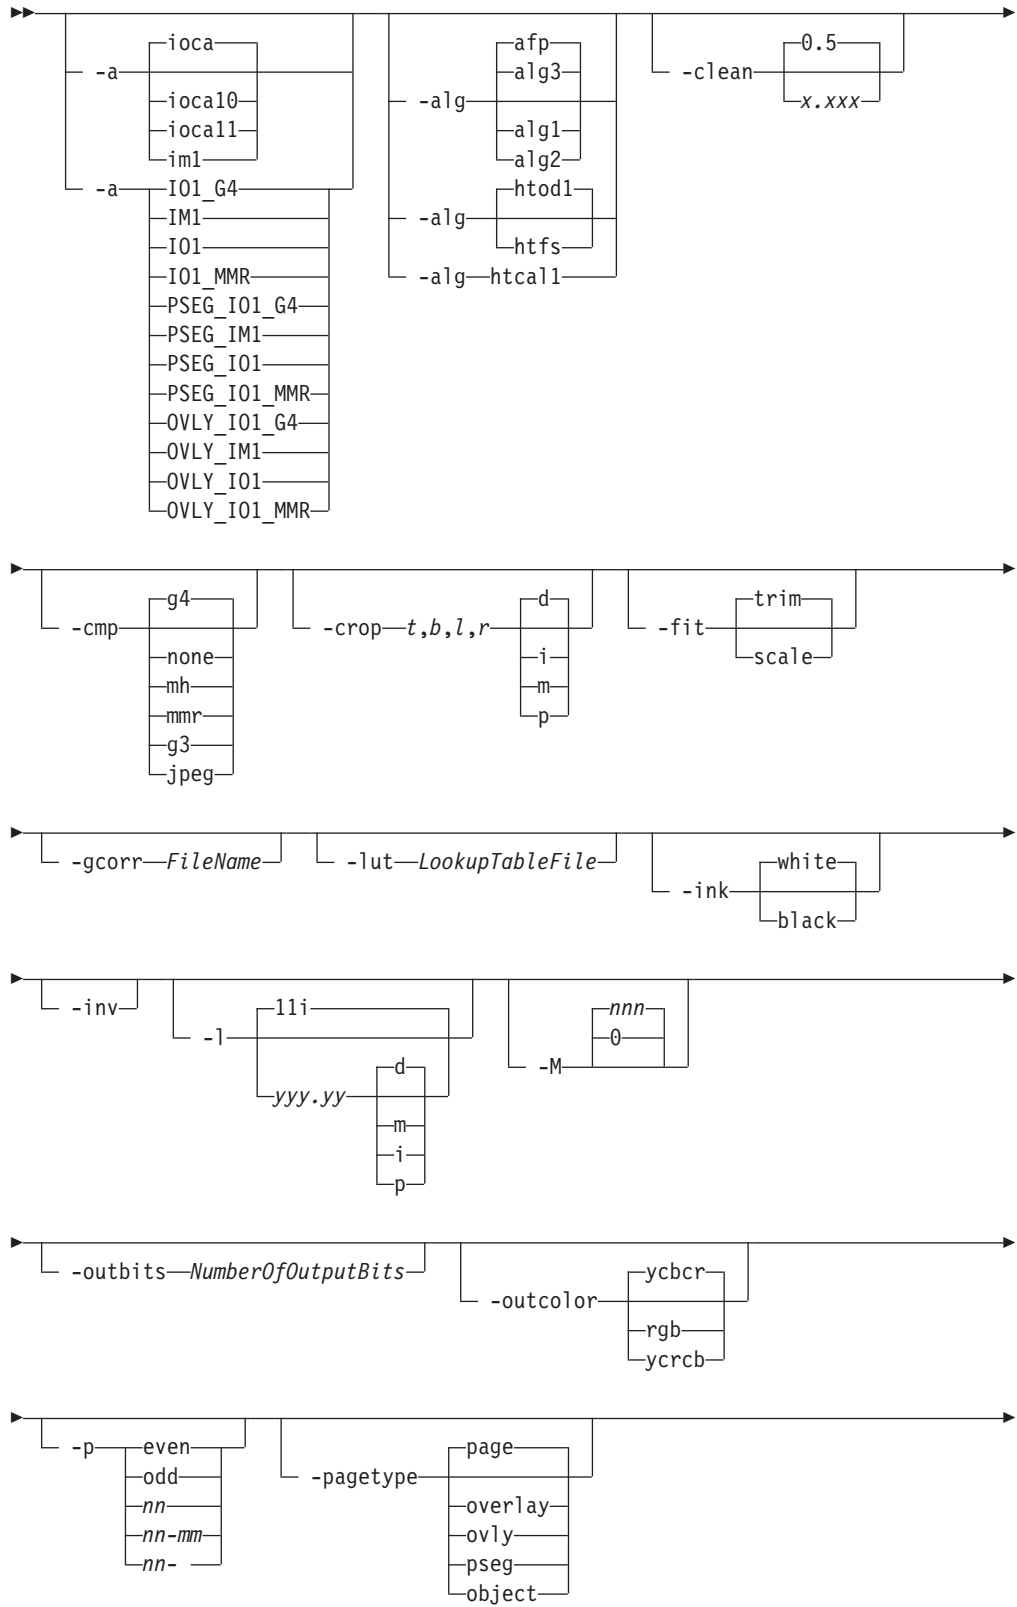 ioca afp 0.5
-a alg3 -clean
ioca10 -alg x.xxx
ioca11 alg1
im1 alg2
-a IO1_G4 htod1
IM1 -alg
IO1 htfs
IO1_MMR -alg htcal1
PSEG_IO1_G4
PSEG_IM1
PSEG_IO1
PSEG_IO1_MMR
OVLY_IO1_G4
OVLY_IM1
OVLY_IO1
OVLY_IO1_MMR
g4 d trim
-cmp -crop t,b,l,r -fit
none i scale
mh m
mmr p
g3
jpeg
-gcorr FileName -lut LookupTableFile white
-ink
black
-inv 11i nnn
-l 0
d -M
yyy.yy
m
i
p
-outbits NumberOfOutputBits ycbcr
-outcolor
rgb
ycrcb
-p even page
odd -pagetype
nn overlay
nn-mm ovly
nn- pseg
object